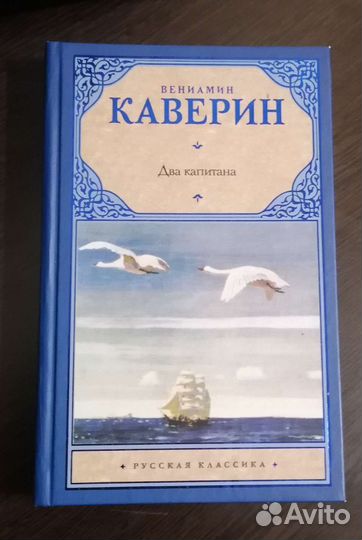 ВЕНИАМИН
КАВЕРИН
Два капитана
РУССКАЯ КЛАССИКА
Avito